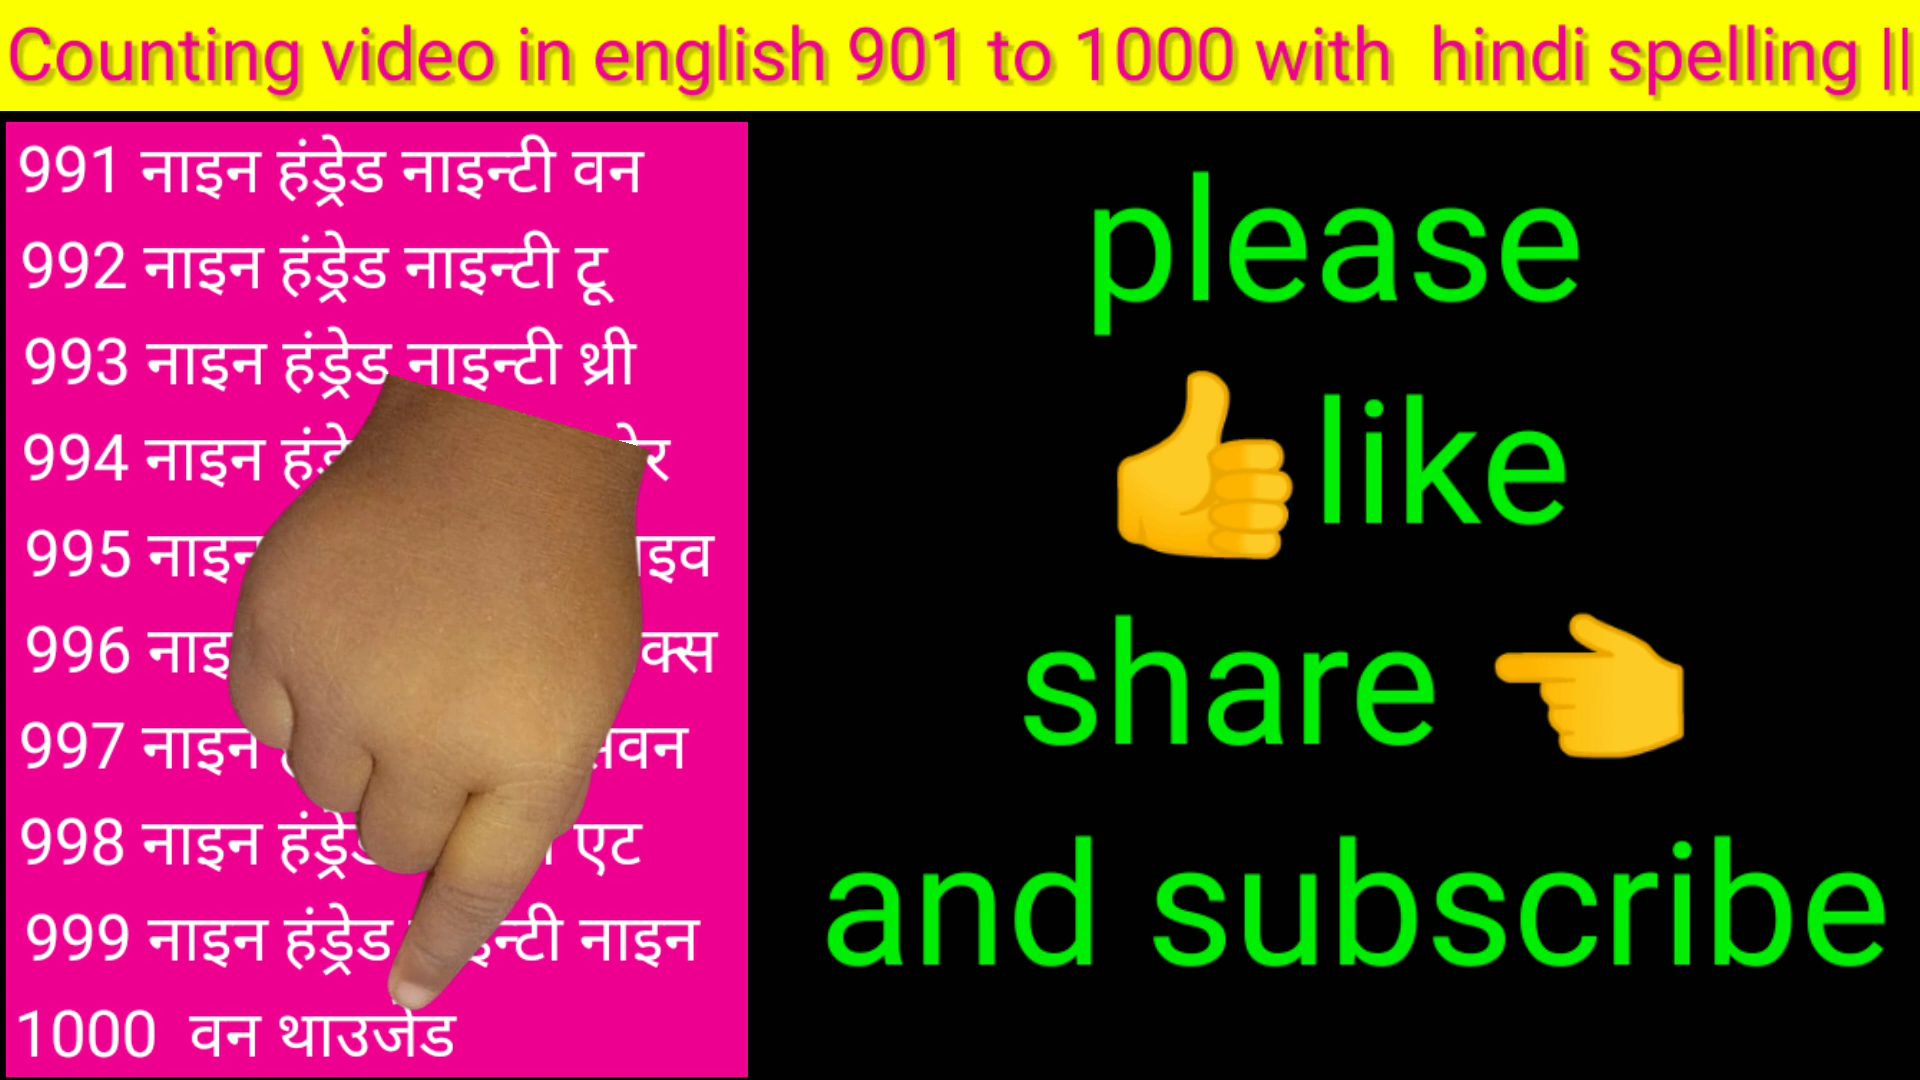 Counting video in english 901 to 1000 with hindi spelling ||
991 नाइन हंड्रेड नाइन्टी वन
992 नाइन हंड्रेड नाइन्टी टू
993 नाइन हंड्रेड नाइन्टी थ्री
994 नाइन
995
996
997 नाइन
998 नाइन एट
999 नाइन हंड्रेड नाइन
1000 वन थाउजेंड
please
👍 like
share 👈
and subscribe